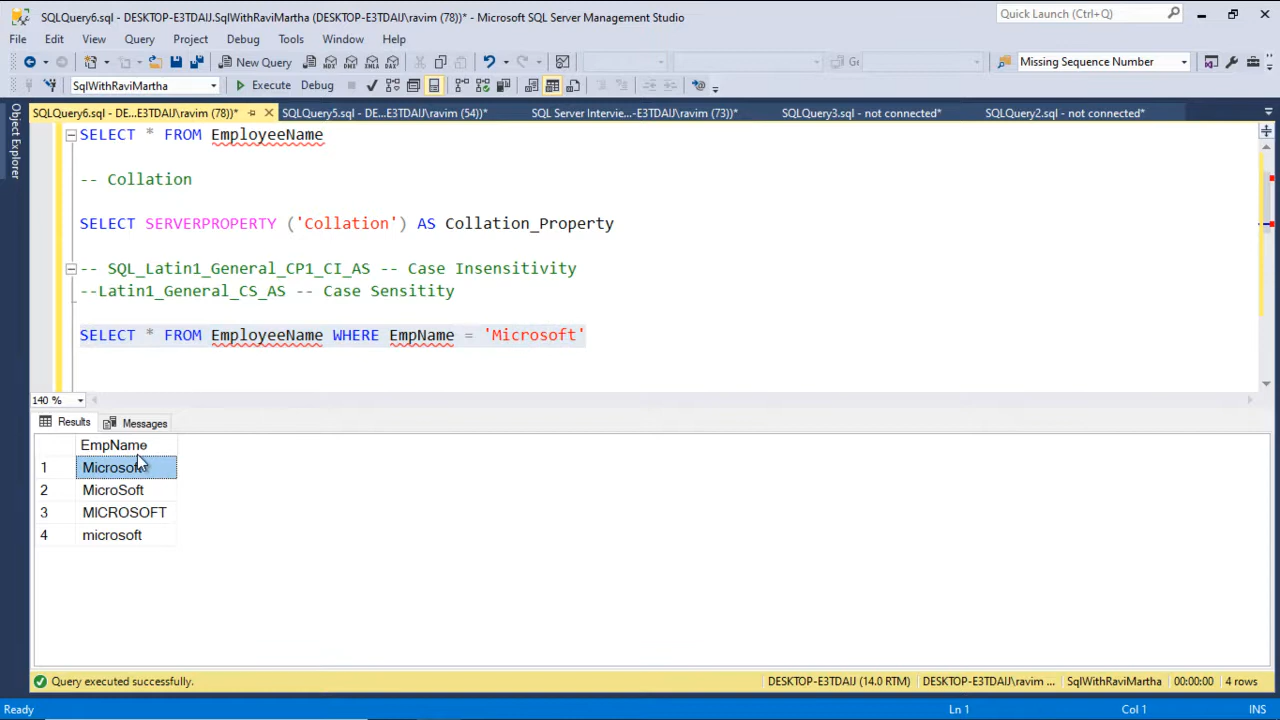 SQLQuery6.sql - DESKTOP-E3TDAIJ.SqlWithRaviMartha (DESKTOP-E3TDAIJ\ravim (78))* - Microsoft SQL Server Management Studio
Quick Launch (Ctrl+Q)
File Edit View Query Project Debug Tools Window Help
New Query
Missing Sequence Number
SqlWithRaviMartha
Execute Debug
SQLQuery6.sql - DE...E3TDAIJ\ravim (78))* SQLQuery5.sql - DE...E3TDAIJ\ravim (54))* SQL Server Intervie...-E3TDAIJ\ravim (73))* SQLQuery3.sql - not connected* SQLQuery2.sql - not connected*
Object Explorer
SELECT * FROM EmployeeName
-- Collation
SELECT SERVERPROPERTY ('Collation') AS Collation_Property
-- SQL_Latin1_General_CP1_CI_AS -- Case Insensitivity
--Latin1_General_CS_AS -- Case Sensitity
SELECT * FROM EmployeeName WHERE EmpName = 'Microsoft'
140 %
Results Messages
EmpName
1 Microsoft
2 MicroSoft
3 MICROSOFT
4 microsoft
Query executed successfully.
DESKTOP-E3TDAIJ (14.0 RTM) DESKTOP-E3TDAIJ\ravim ... SqlWithRaviMartha 00:00:00 4 rows
Ready
Ln 1 Col 1 INS